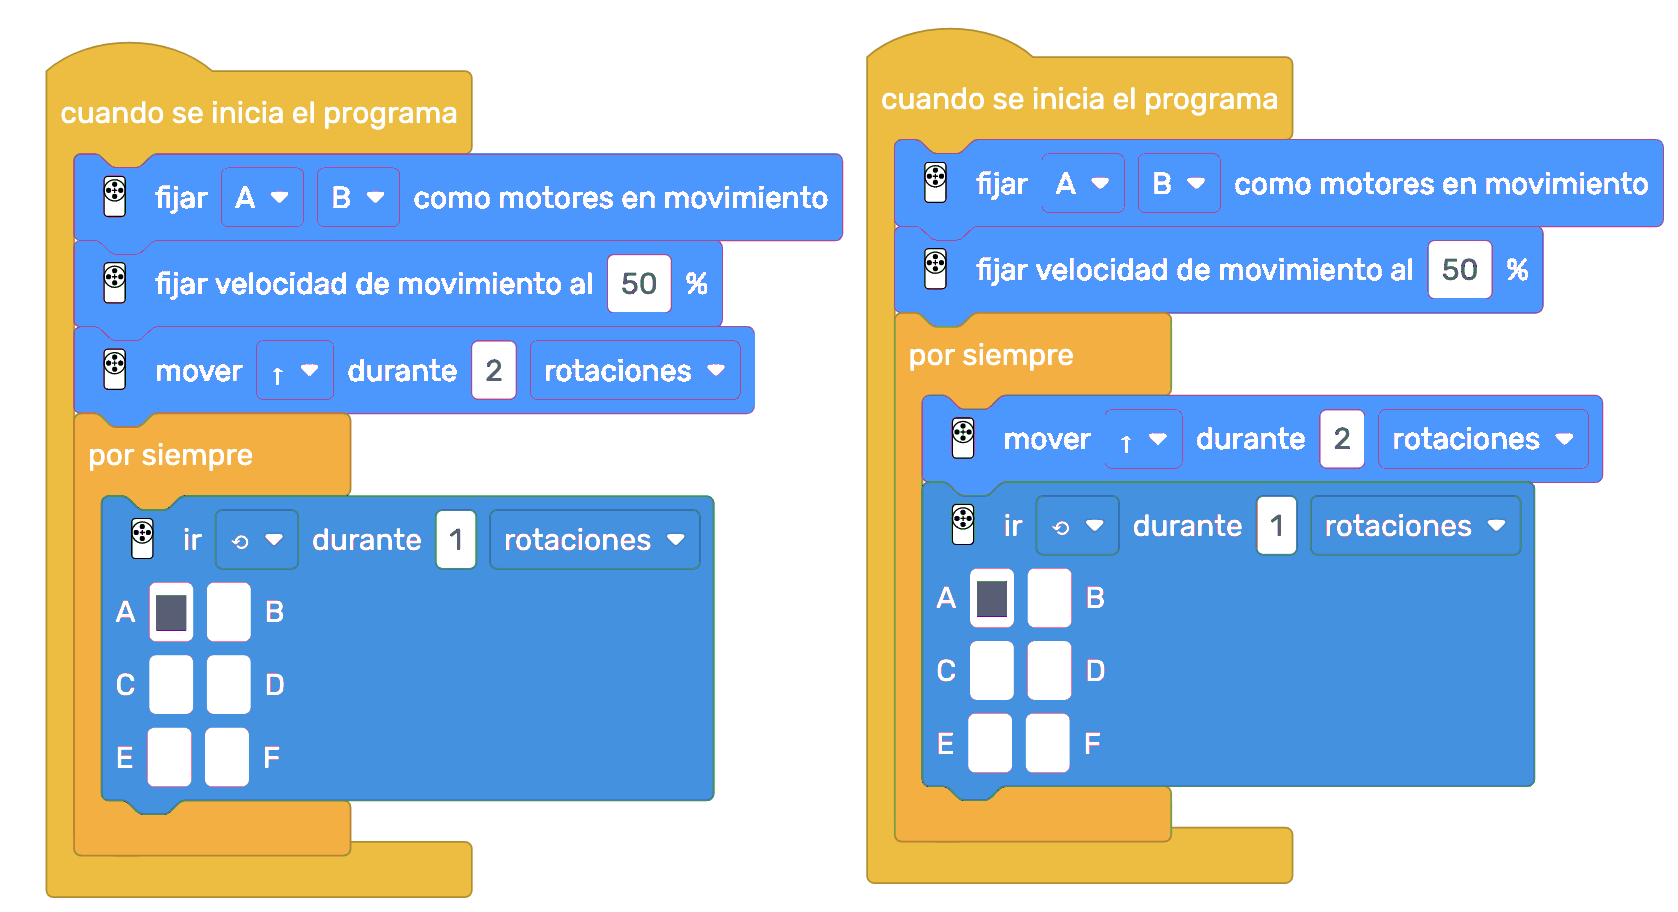 cuando se inicia el programa
fijar A B como motores en movimiento
fijar velocidad de movimiento al 50 %
mover ↑ durante 2 rotaciones
por siempre
ir ⟲ durante 1 rotaciones
A B
C D
E F
cuando se inicia el programa
fijar A B como motores en movimiento
fijar velocidad de movimiento al 50 %
por siempre
mover ↑ durante 2 rotaciones
ir ⟲ durante 1 rotaciones
A B
C D
E F